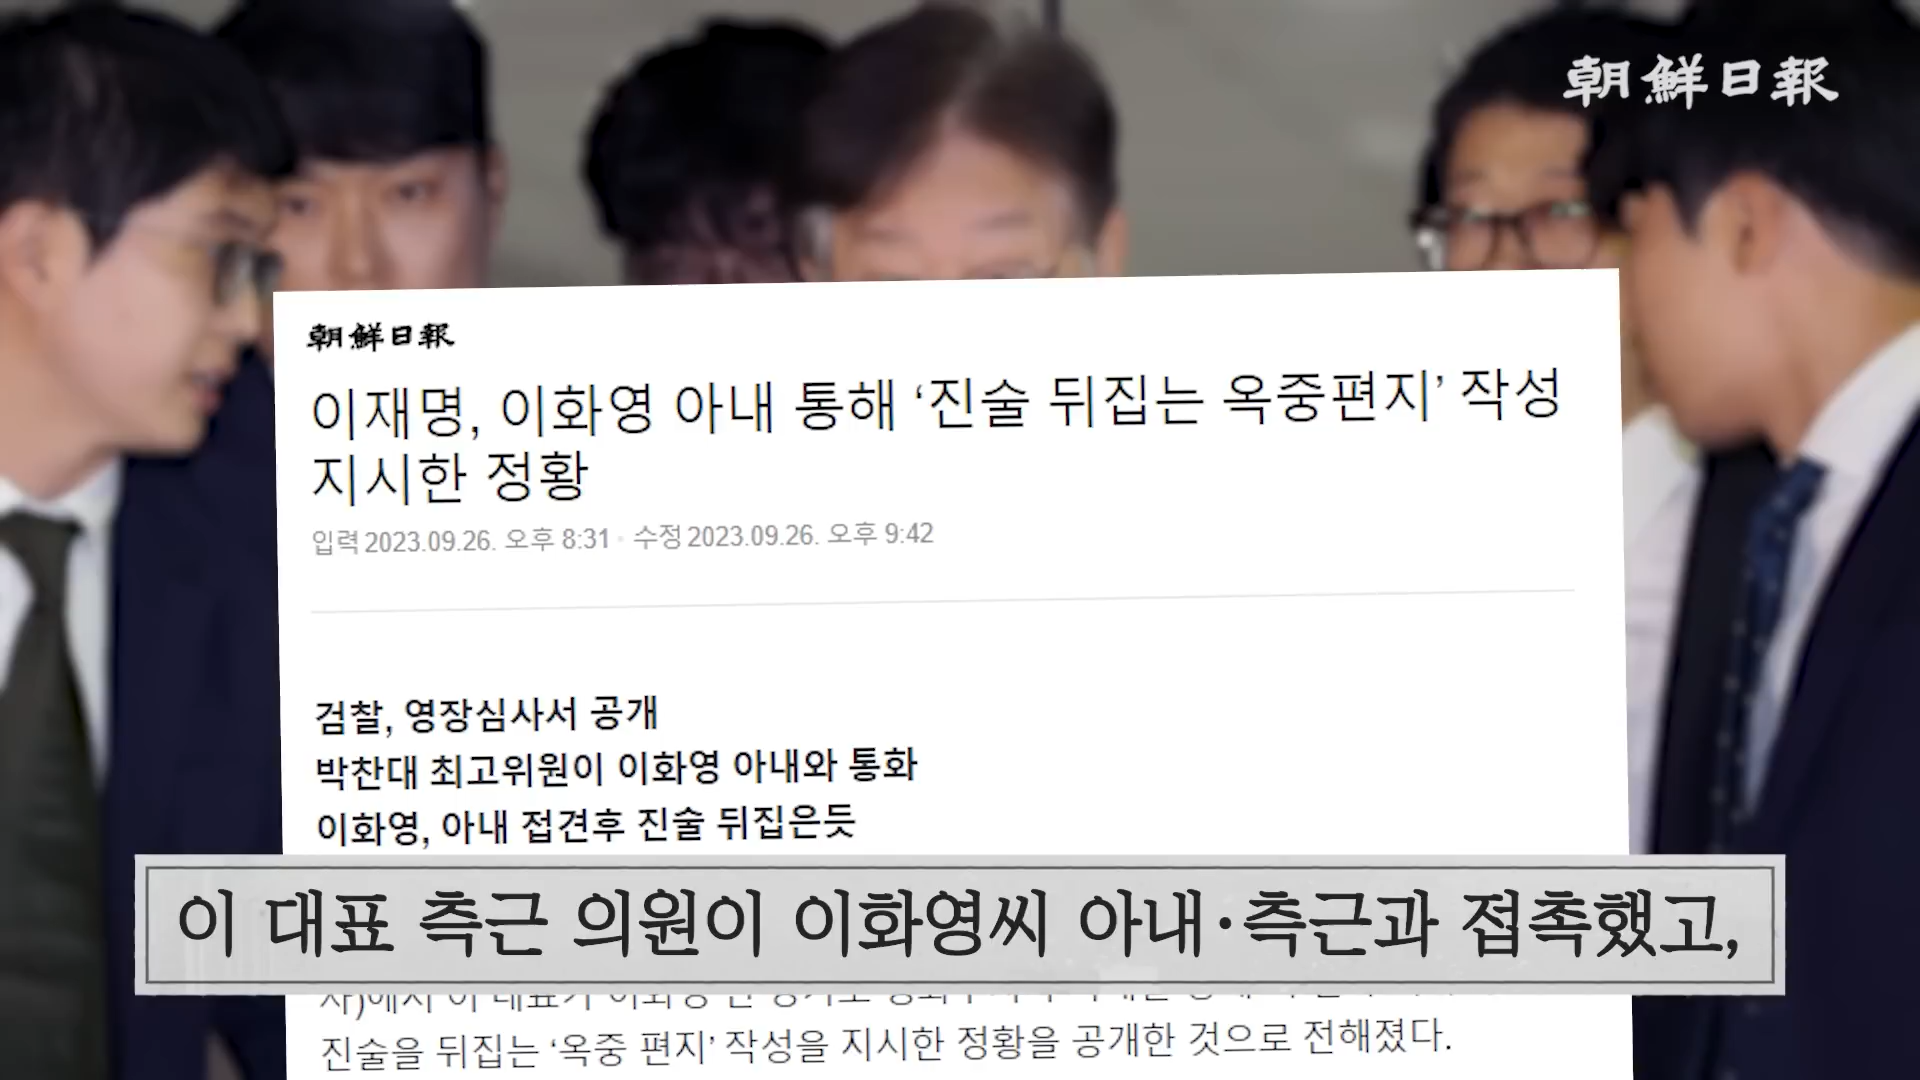 朝鮮日報
朝鮮日報
이재명, 이화영 아내 통해 ‘진술 뒤집는 옥중편지’ 작성
지시한 정황
입력 2023.09.26. 오후 8:31 · 수정 2023.09.26. 오후 9:42
검찰, 영장심사서 공개
박찬대 최고위원이 이화영 아내와 통화
이화영, 아내 접견후 진술 뒤집은듯
이 대표 측근 의원이 이화영씨 아내·측근과 접촉했고,
진술을 뒤집는 ‘옥중 편지’ 작성을 지시한 정황을 공개한 것으로 전해졌다.